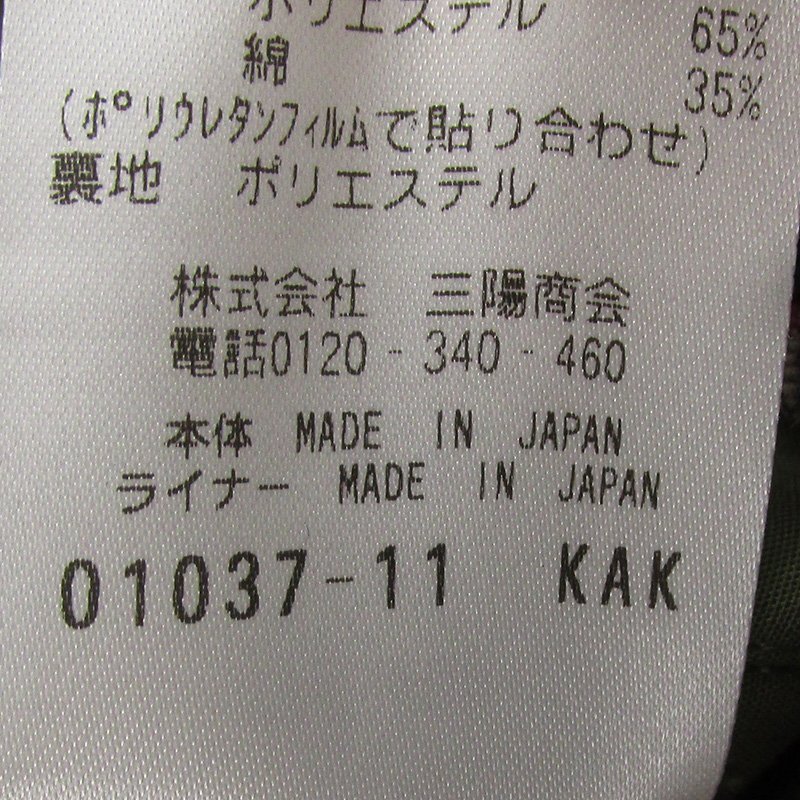 ポリエステル 65%
綿 35%
(ポリウレタンフィルムで貼り合わせ)
裏地 ポリエステル
株式会社 三陽商会
電話0120-340-460
本体 MADE IN JAPAN
ライナー MADE IN JAPAN
01037-11 KAK